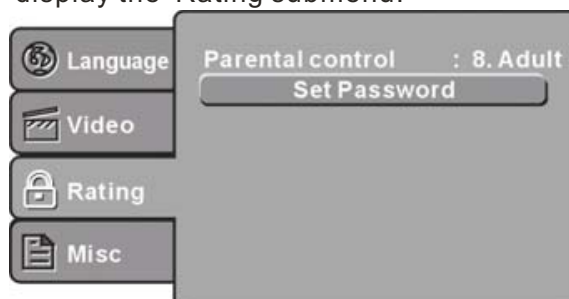 display the Rating submenu.
Language
Parental control : 8. Adult
Set Password
Video
Rating
Misc